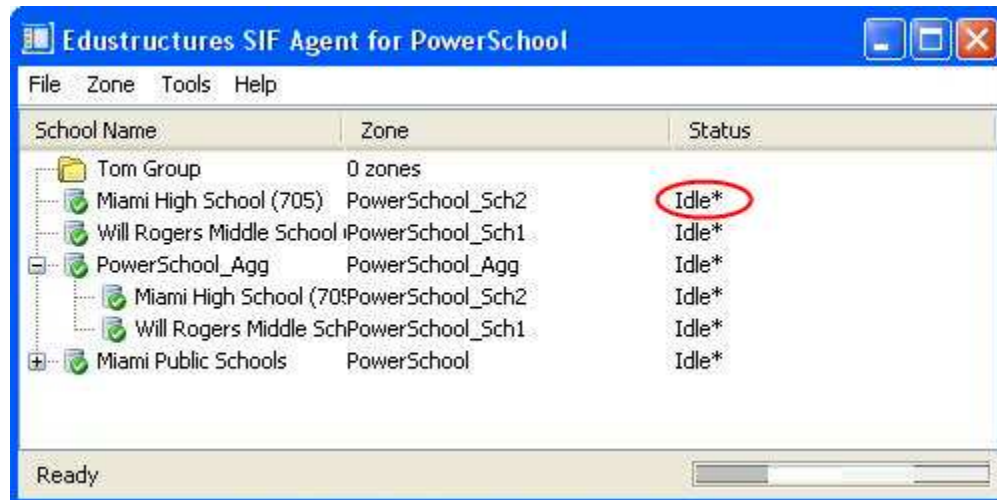 Edustructures SIF Agent for PowerSchool
File Zone Tools Help
School Name Zone Status
Tom Group 0 zones
Miami High School (705) PowerSchool_Sch2 Idle*
Will Rogers Middle School PowerSchool_Sch1 Idle*
PowerSchool_Agg PowerSchool_Agg Idle*
Miami High School (705 PowerSchool_Sch2 Idle*
Will Rogers Middle Sch PowerSchool_Sch1 Idle*
Miami Public Schools PowerSchool Idle*
Ready